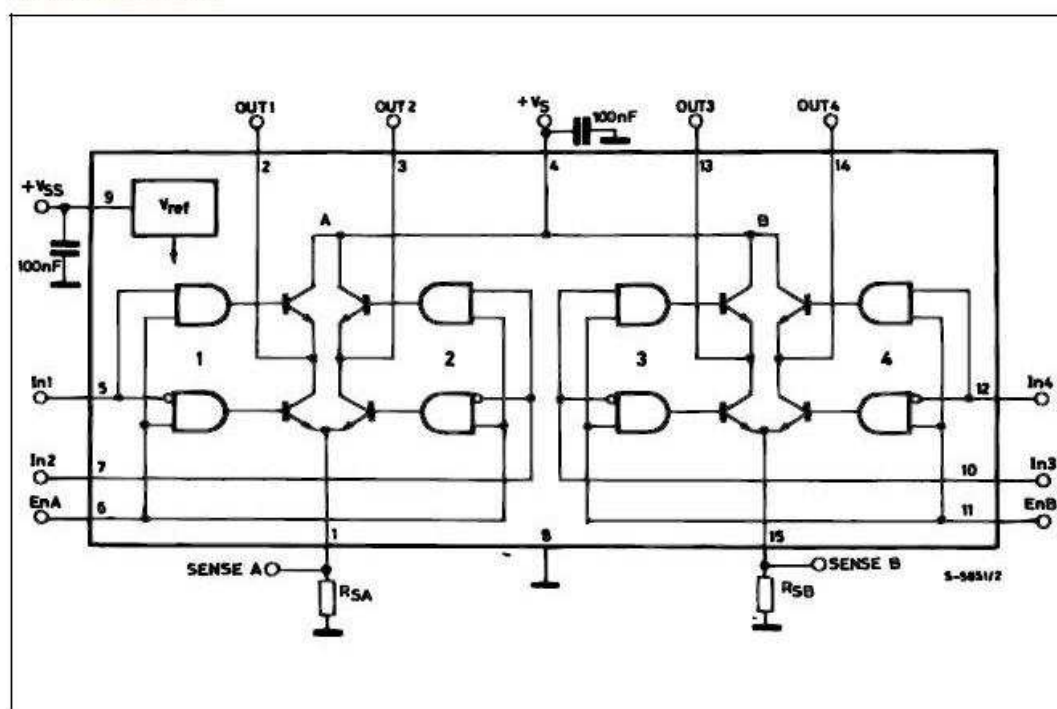 OUT1 OUT2 +VS 100nF OUT3 OUT4
2 3 4 13 14
+VSS 9 Vref
A B
100nF
1 2 3 4
In1 5 12 In4
In2 7 10 In3
EnA 6 11 EnB
1 8 15
SENSE A SENSE B S-5851/2
RSA RSB